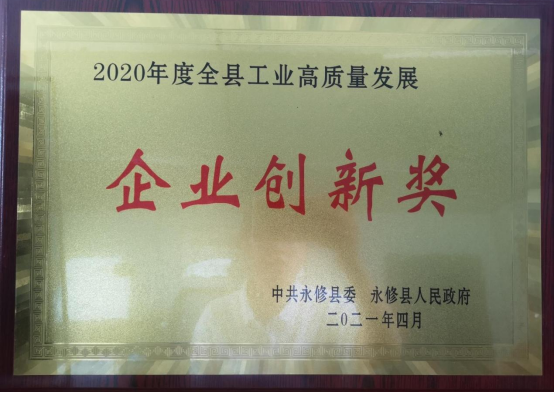 2020年度全县工业高质量发展
企业创新奖
中共永修县委 永修县人民政府
二〇二一年四月